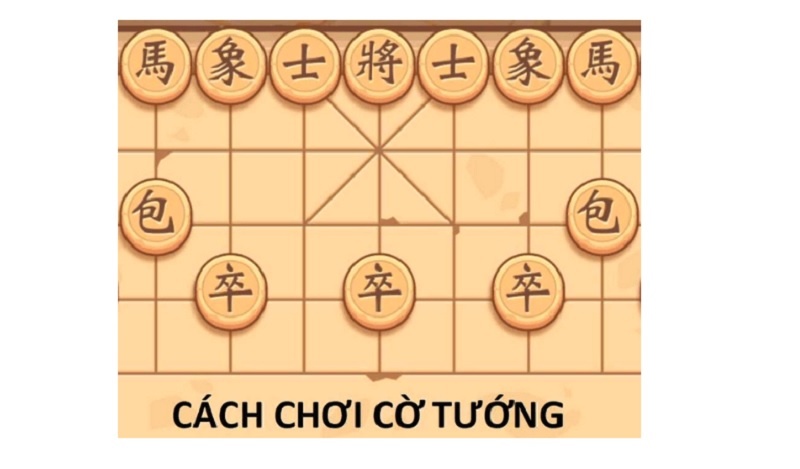 馬 象 士 將 士 象 馬
包 包
卒 卒 卒
CÁCH CHƠI CỜ TƯỚNG